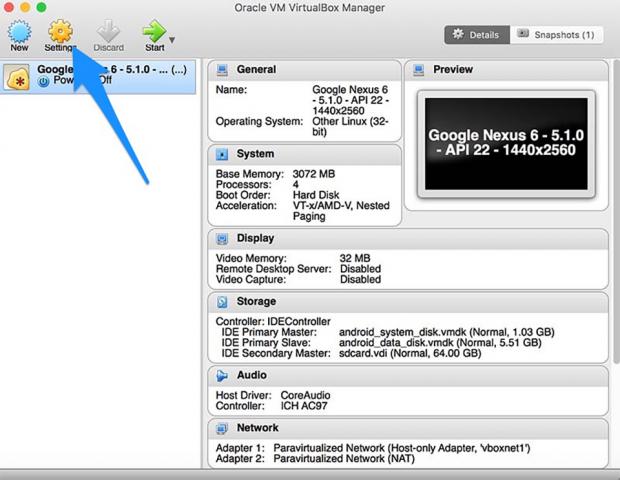 Oracle VM VirtualBox Manager
New
Settings
Discard
Start
Details
Snapshots (1)
Google Nexus 6 - 5.1.0 - ... (...)
Powered Off
General
Name: Google Nexus 6
- 5.1.0 - API 22 -
1440x2560
Operating System: Other Linux (32-
bit)
System
Base Memory: 3072 MB
Processors: 4
Boot Order: Hard Disk
Acceleration: VT-x/AMD-V, Nested
Paging
Preview
Google Nexus 6 - 5.1.0
- API 22 - 1440x2560
Display
Video Memory: 32 MB
Remote Desktop Server: Disabled
Video Capture: Disabled
Storage
Controller: IDEController
IDE Primary Master: android_system_disk.vmdk (Normal, 1.03 GB)
IDE Primary Slave: android_data_disk.vmdk (Normal, 5.51 GB)
IDE Secondary Master: sdcard.vdi (Normal, 64.00 GB)
Audio
Host Driver: CoreAudio
Controller: ICH AC97
Network
Adapter 1: Paravirtualized Network (Host-only Adapter, 'vboxnet1')
Adapter 2: Paravirtualized Network (NAT)